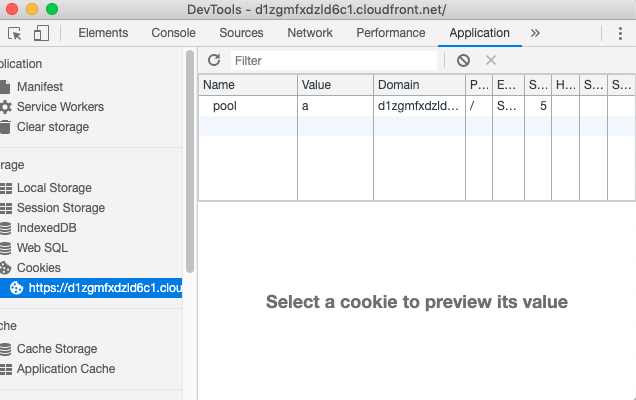 DevTools - d1zgmfxdzld6c1.cloudfront.net/
Elements Console Sources Network Performance Application »
plication
Manifest
Service Workers
Clear storage
rage
Local Storage
Session Storage
IndexedDB
Web SQL
Cookies
https://d1zgmfxdzld6c1.clou
che
Cache Storage
Application Cache
Filter
Name Value Domain P... E... S... H... S... S...
pool a d1zgmfxdzld... / S... 5
Select a cookie to preview its value